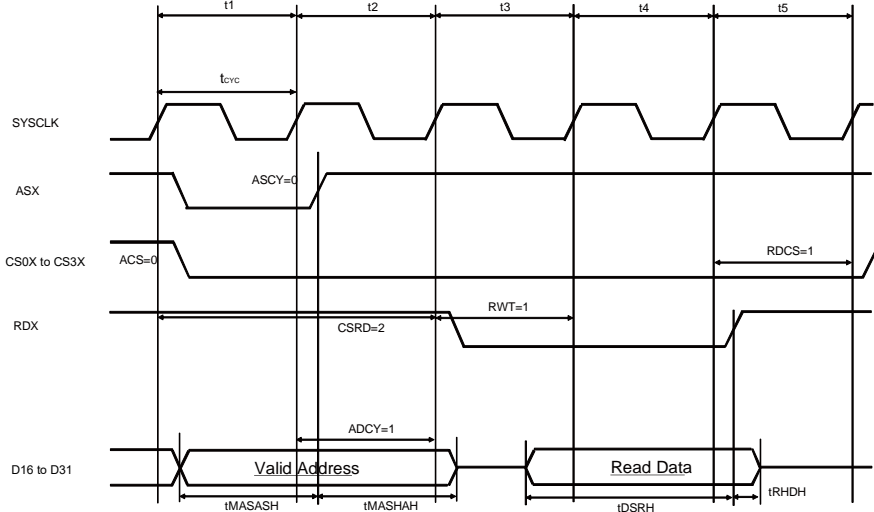 t1 t2 t3 t4 t5
tCYC
SYSCLK
ASX
ASCY=0
CS0X to CS3X
ACS=0
RDCS=1
RDX
RWT=1
CSRD=2
ADCY=1
D16 to D31
Valid Address
Read Data
tMASASH
tMASHAH
tDSRH
tRHDH